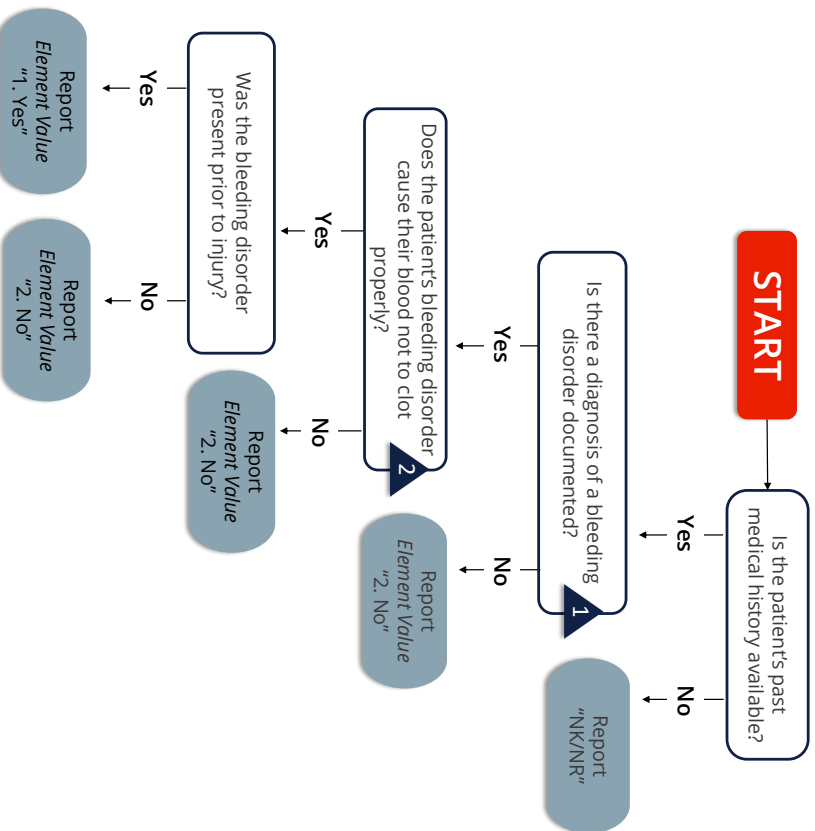 START
Is the patient's past
medical history available?
Yes
No
Report
"NK/NR"
Is there a diagnosis of a bleeding
disorder documented?
1
Yes
No
Report
Element Value
"2. No"
Does the patient's bleeding disorder
cause their blood not to clot
properly?
2
Yes
No
Report
Element Value
"2. No"
Was the bleeding disorder
present prior to injury?
Yes
No
Report
Element Value
"1. Yes"
Report
Element Value
"2. No"